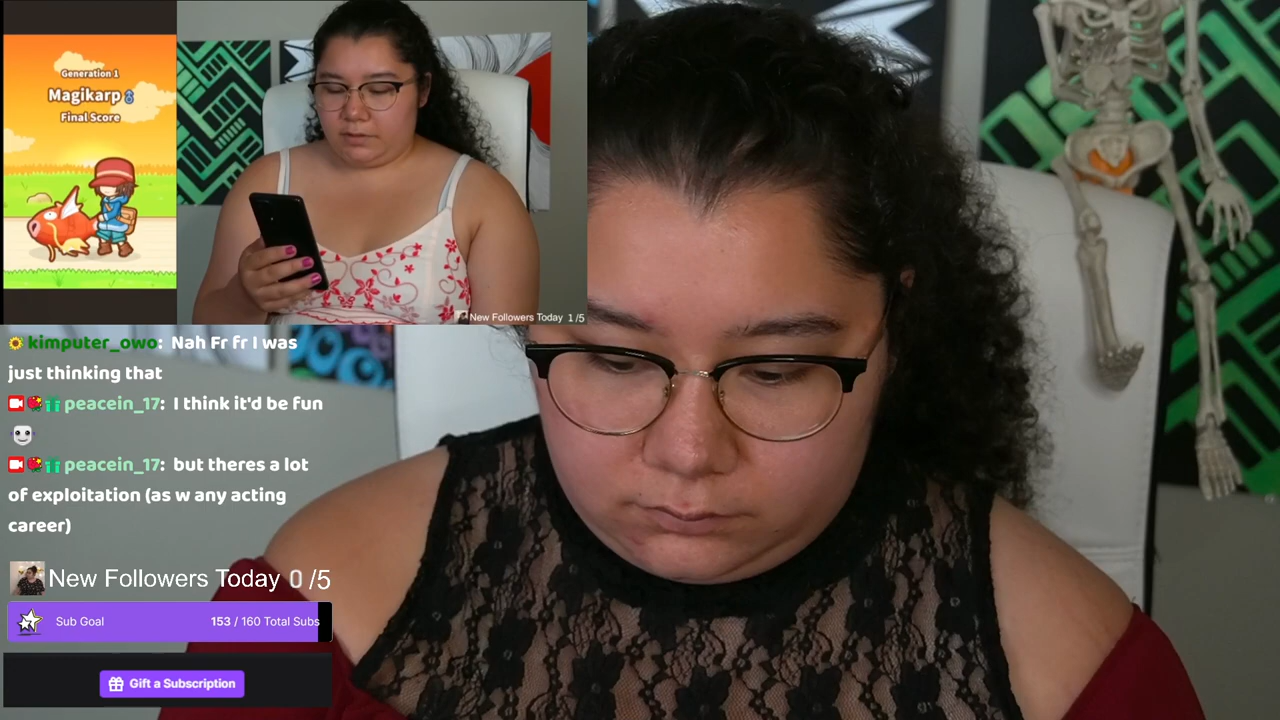 Generation 1
Magikarp
Final Score
New Followers Today 1 /5
kimputer_owo: Nah Fr fr I was
just thinking that
peacein_17: I think it'd be fun
peacein_17: but theres a lot
of exploitation (as w any acting
career)
New Followers Today 0 /5
Sub Goal 153 / 160 Total Subs
Gift a Subscription